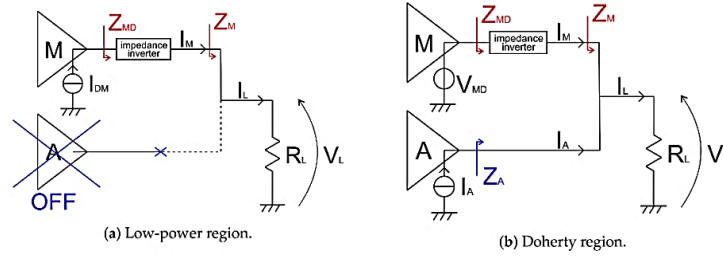 M
Z_MD
impedance
inverter
I_M
Z_M
I_DM
I_L
A
OFF
R_L
V_L
(a) Low-power region.
M
Z_MD
impedance
inverter
I_M
Z_M
V_MD
I_L
A
I_A
Z_A
I_A
R_L
V
(b) Doherty region.